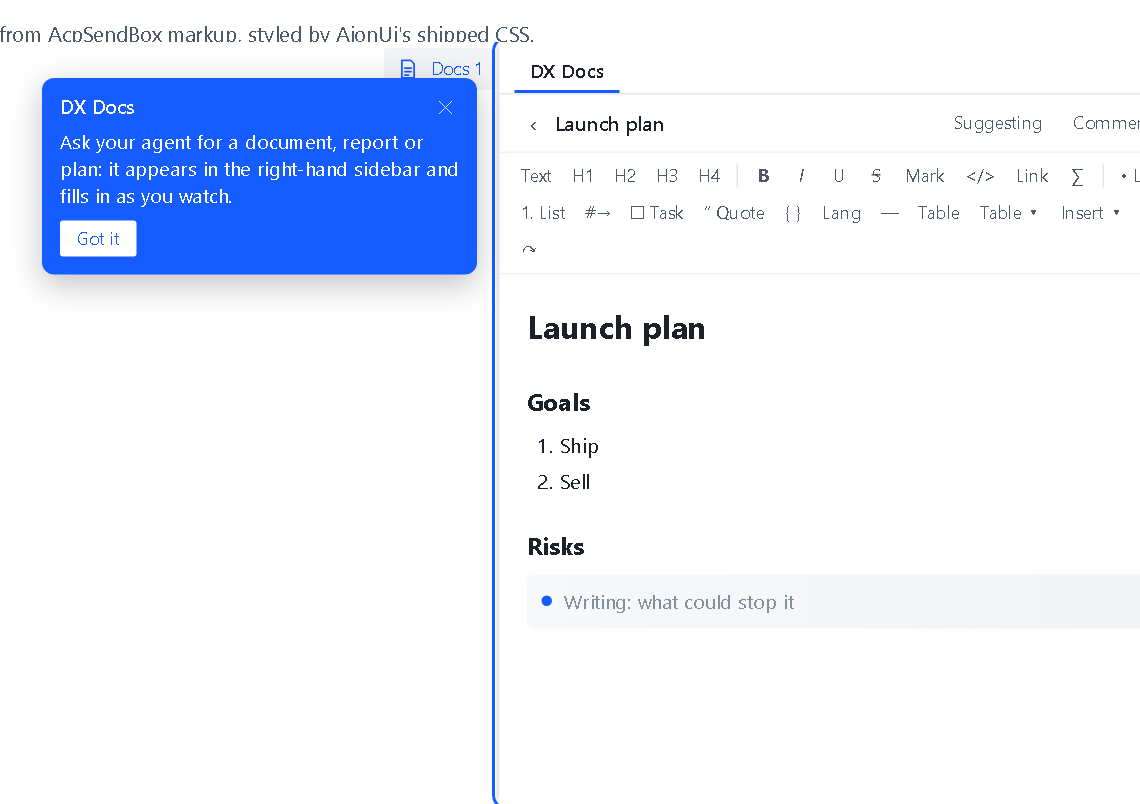 from AcpSendBox markup, styled by AionUi's shipped CSS.
Docs 1
DX Docs
Ask your agent for a document, report or
plan: it appears in the right-hand sidebar and
fills in as you watch.
Got it
DX Docs
‹ Launch plan
Suggesting
Text H1 H2 H3 H4 B I U S Mark </> Link ∑ •
1. List #→ ☐ Task “ Quote { } Lang — Table Table ▾ Insert ▾
↷
Launch plan
Goals
1. Ship
2. Sell
Risks
Writing: what could stop it